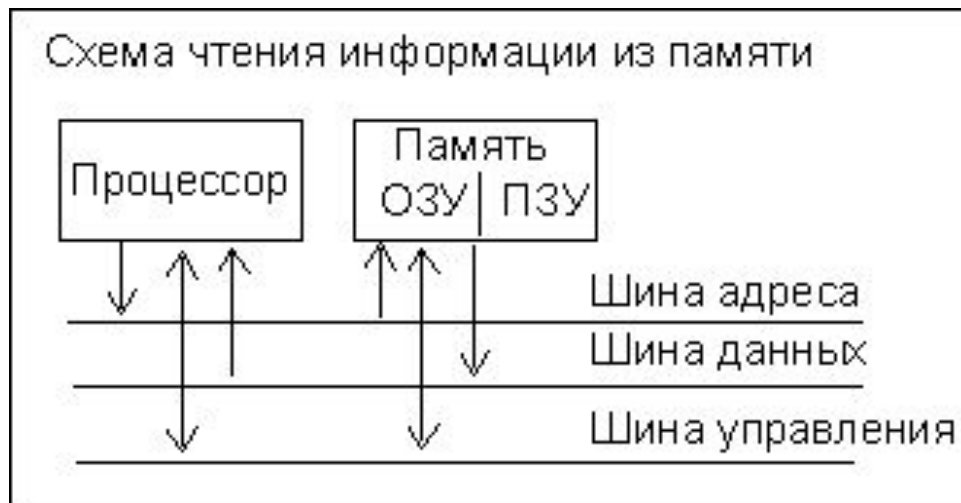 Схема чтения информации из памяти
Процессор
Память
ОЗУ ПЗУ
Шина адреса
Шина данных
Шина управления